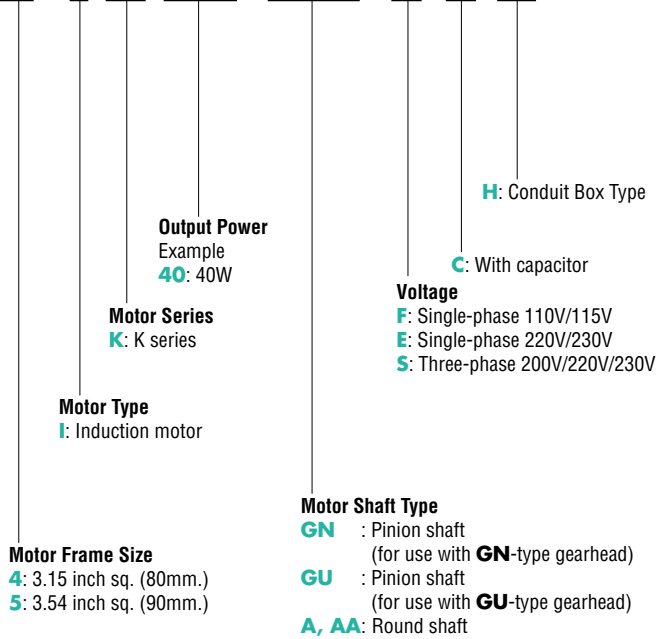 H: Conduit Box Type
Output Power
Example
40: 40W
C: With capacitor
Voltage
F: Single-phase 110V/115V
E: Single-phase 220V/230V
S: Three-phase 200V/220V/230V
Motor Series
K: K series
Motor Type
I: Induction motor
Motor Shaft Type
GN : Pinion shaft
(for use with GN-type gearhead)
GU : Pinion shaft
(for use with GU-type gearhead)
A, AA: Round shaft
Motor Frame Size
4: 3.15 inch sq. (80mm.)
5: 3.54 inch sq. (90mm.)